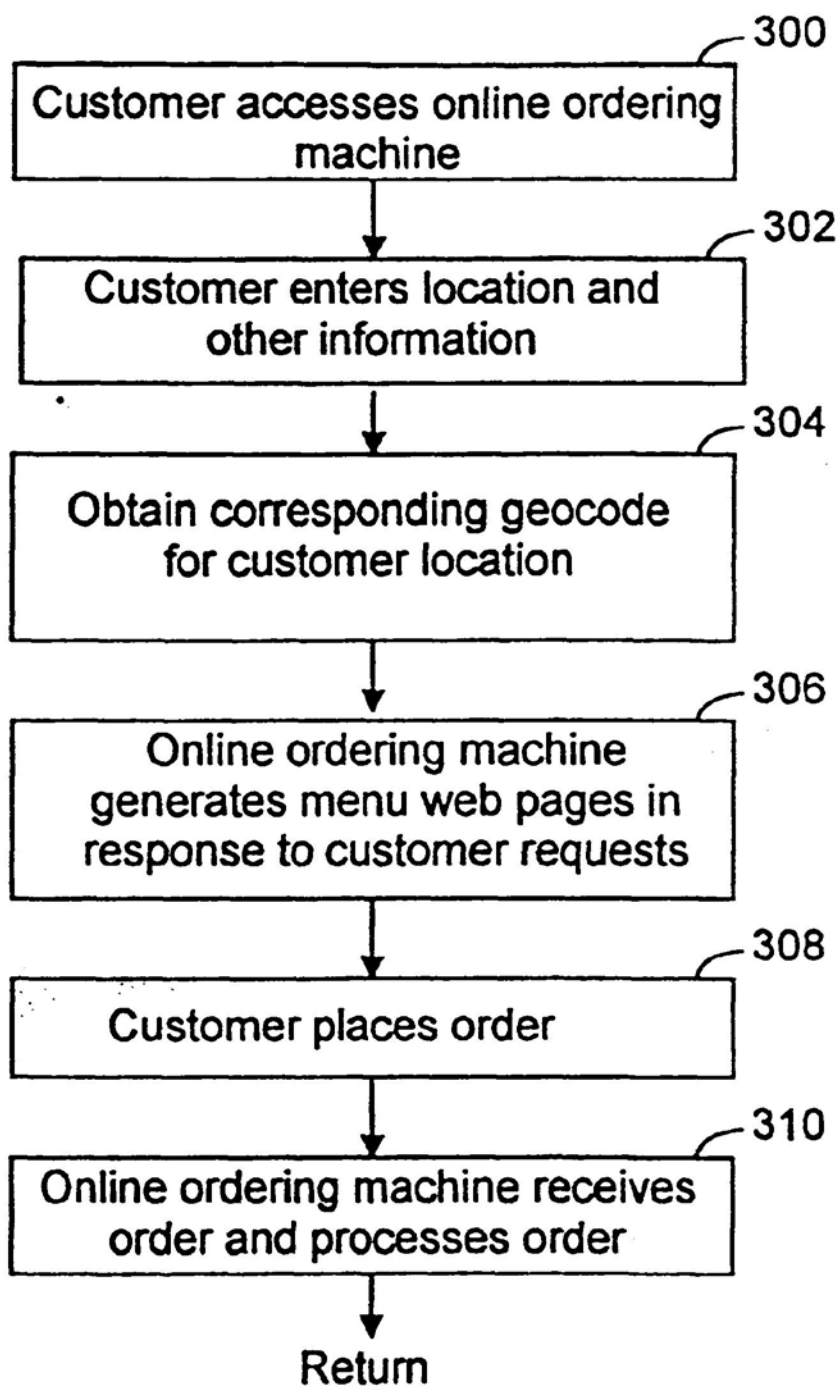 300
Customer accesses online ordering
machine
302
Customer enters location and
other information
304
Obtain corresponding geocode
for customer location
306
Online ordering machine
generates menu web pages in
response to customer requests
308
Customer places order
310
Online ordering machine receives
order and processes order
Return